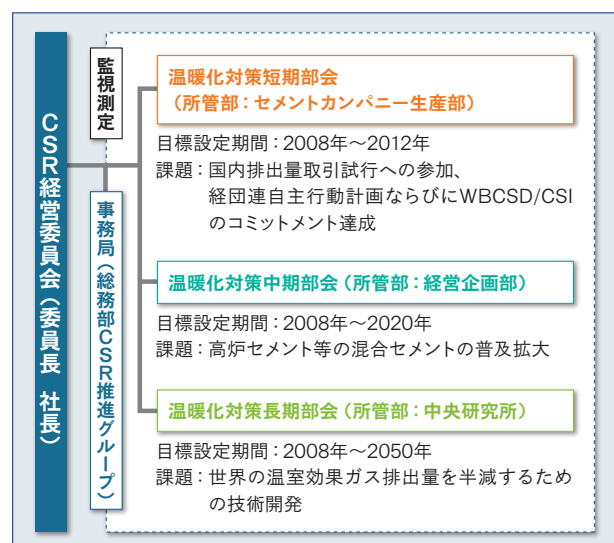 CSR経営委員会（委員長　社長）
監視測定
事務局（総務部CSR推進グループ）
温暖化対策短期部会
（所管部：セメントカンパニー生産部）
目標設定期間：2008年～2012年
課題：国内排出量取引試行への参加、
経団連自主行動計画ならびにWBCSD/CSI
のコミットメント達成
温暖化対策中期部会（所管部：経営企画部）
目標設定期間：2008年～2020年
課題：高炉セメント等の混合セメントの普及拡大
温暖化対策長期部会（所管部：中央研究所）
目標設定期間：2008年～2050年
課題：世界の温室効果ガス排出量を半減するため
の技術開発